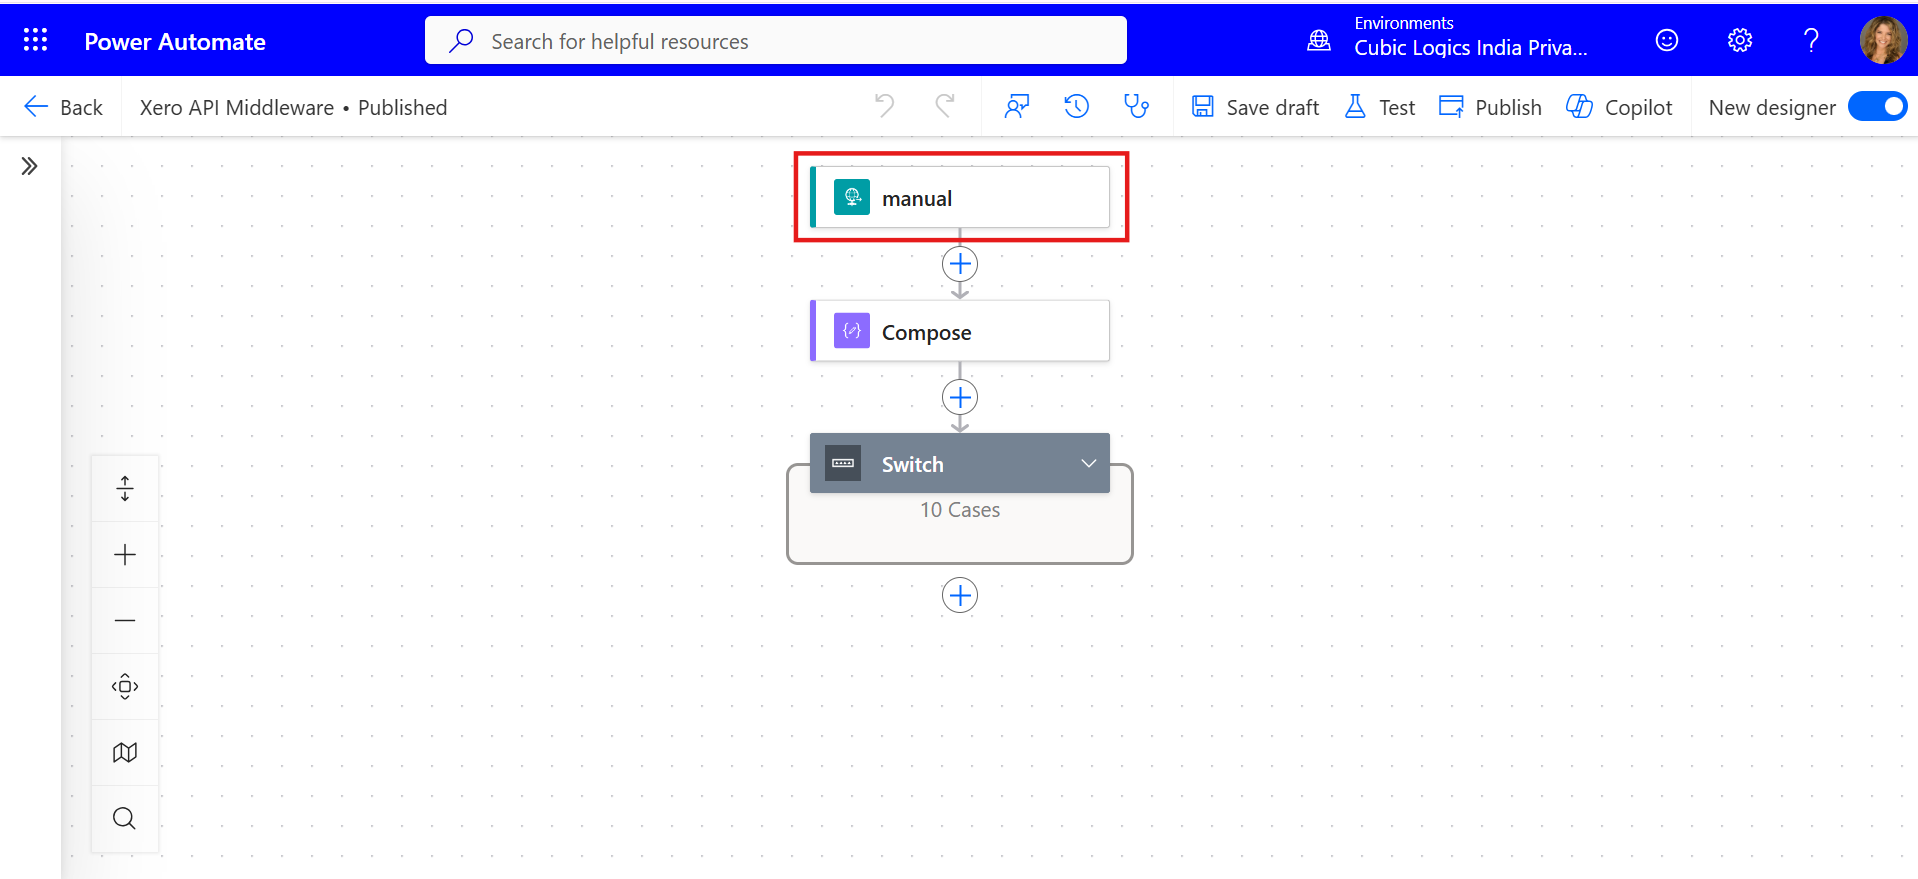 Power Automate
Search for helpful resources
Environments
Cubic Logics India Priva...
Back
Xero API Middleware • Published
Save draft
Test
Publish
Copilot
New designer
manual
Compose
Switch
10 Cases